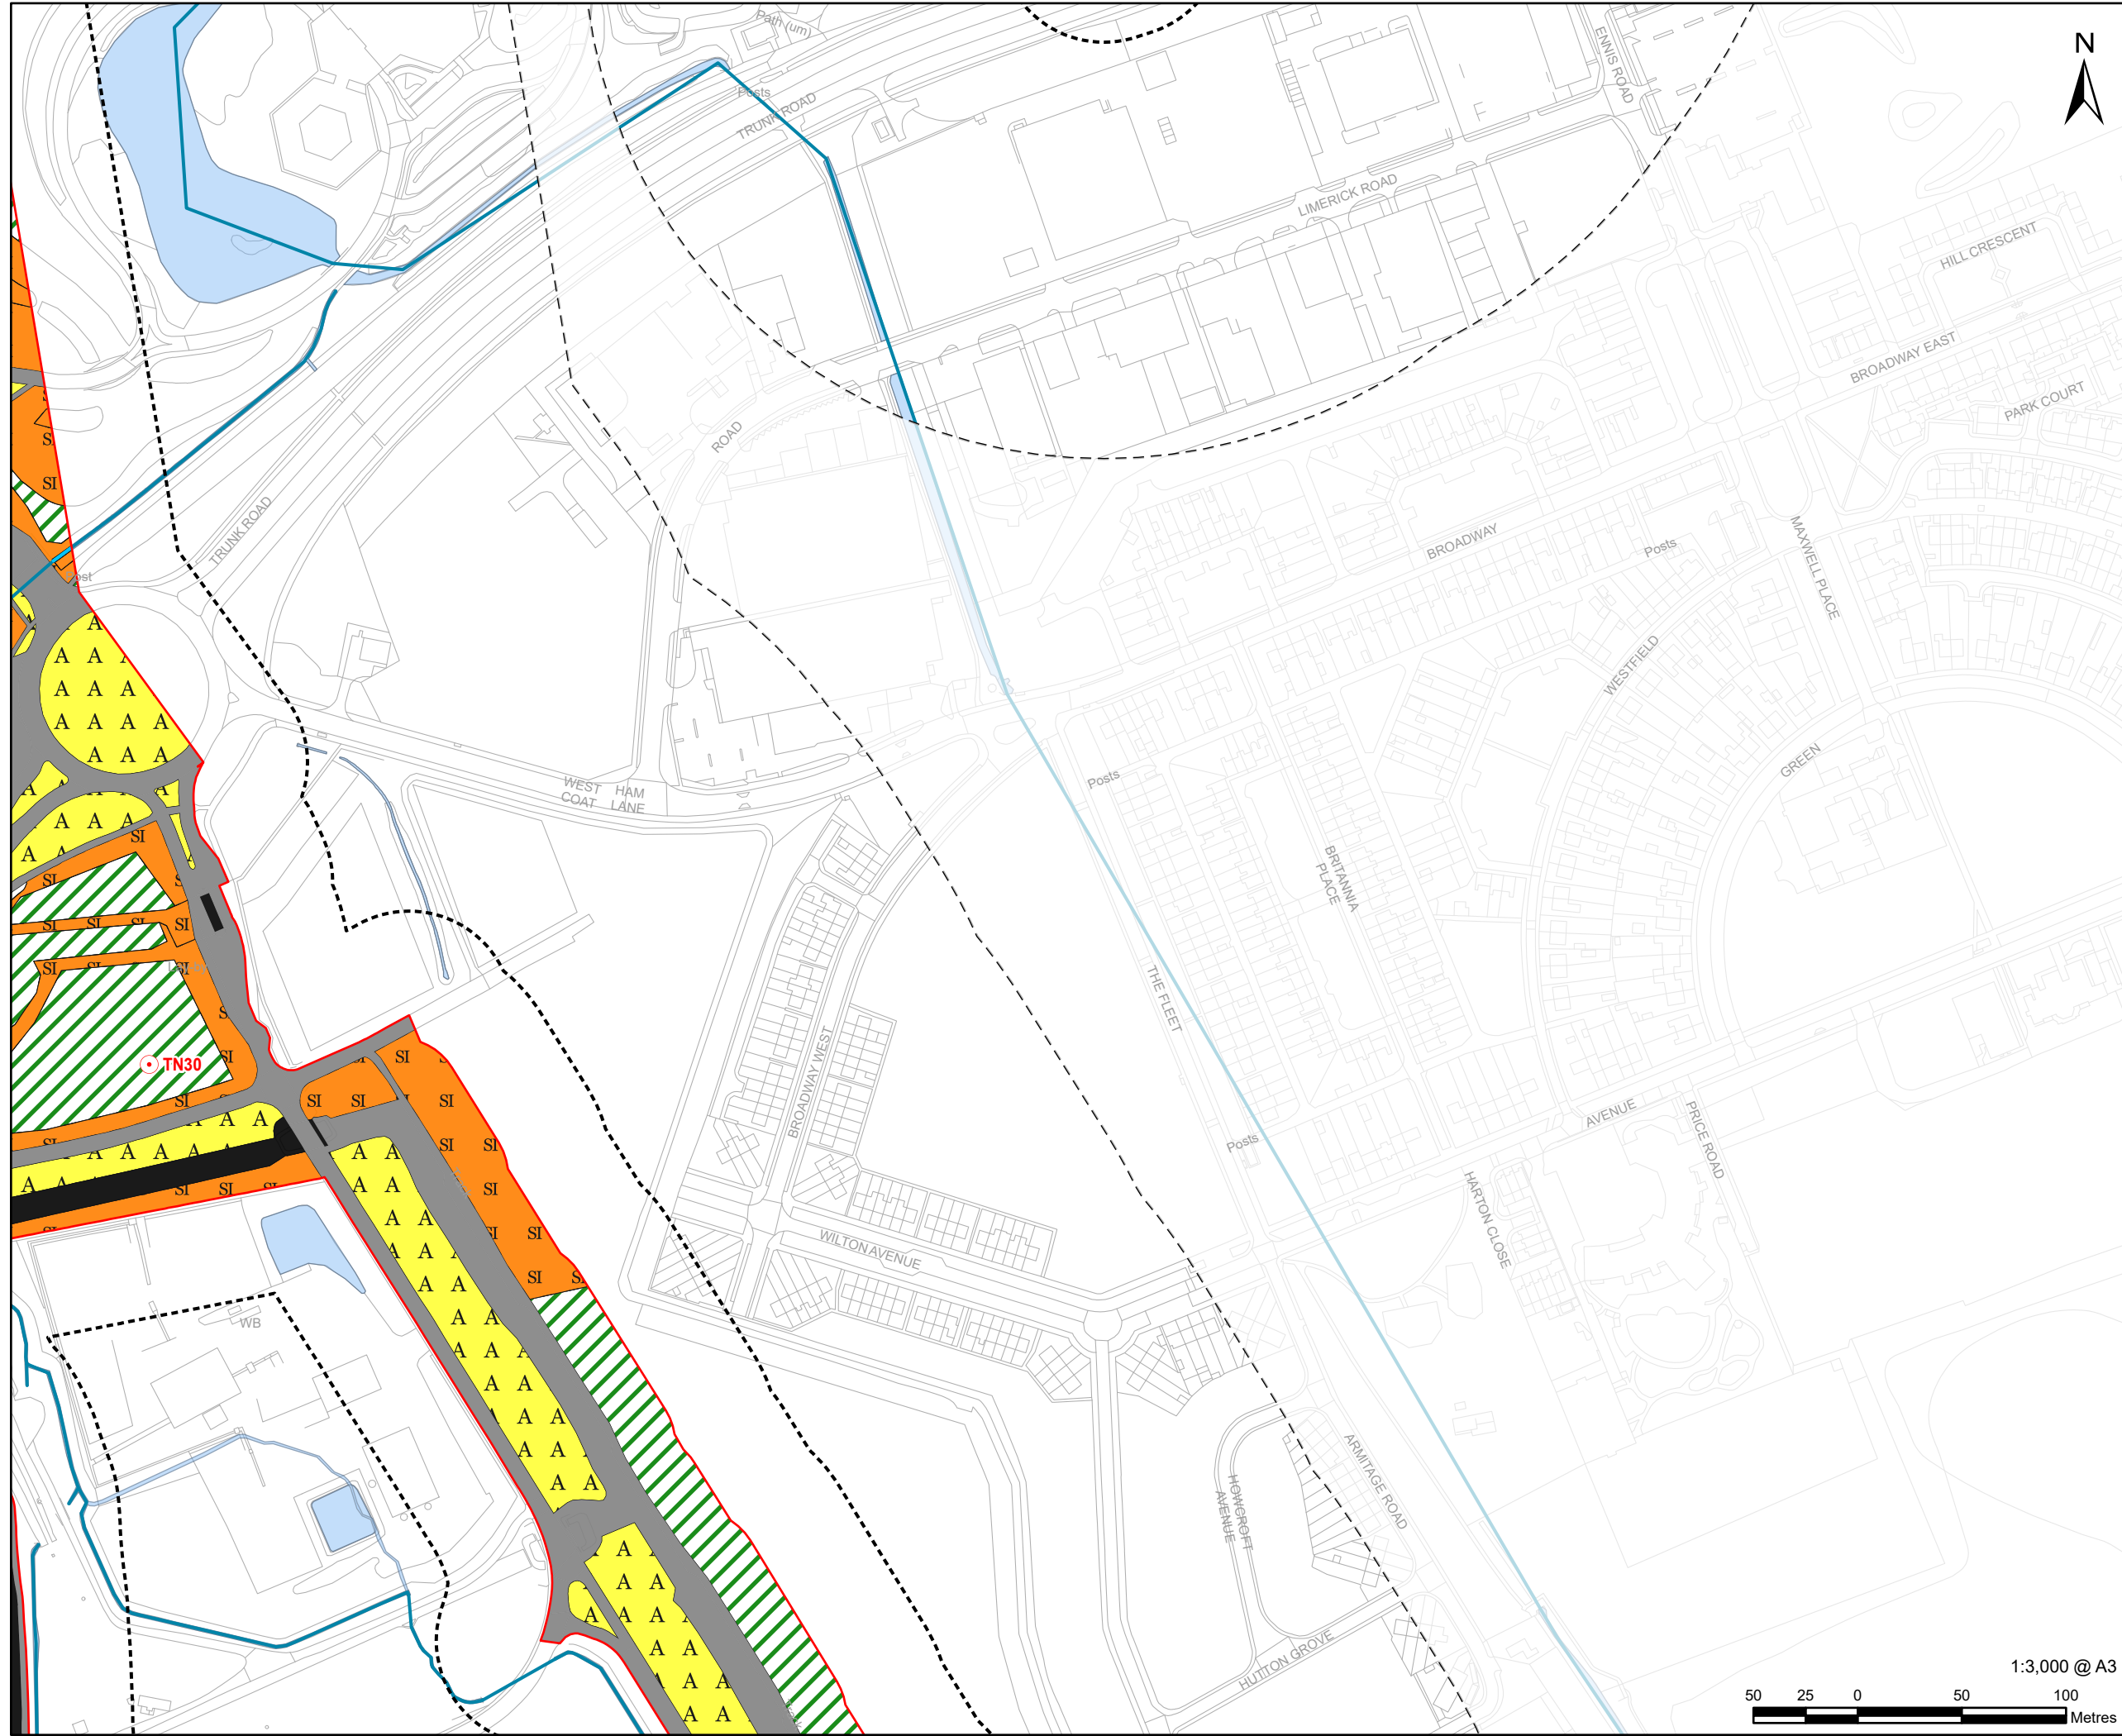 Path (um)
ENNIS ROAD
N
Posts
TRUNK ROAD
LIMERICK ROAD
HILL CRESCENT
BROADWAY EAST
PARK COURT
ROAD
TRUNK ROAD
BROADWAY
Posts
MAXWELL PLACE
WESTFIELD
GREEN
WEST HAM
COAT LANE
Posts
BRITANNIA
PLACE
THE FLEET
TN30
BROADWAY WEST
AVENUE
PRICE ROAD
Posts
HARTON CLOSE
WILTON AVENUE
WB
ARMITAGE ROAD
HOWCROFT
AVENUE
HUTTON GROVE
1:3,000 @ A3
50 25 0 50 100
Metres